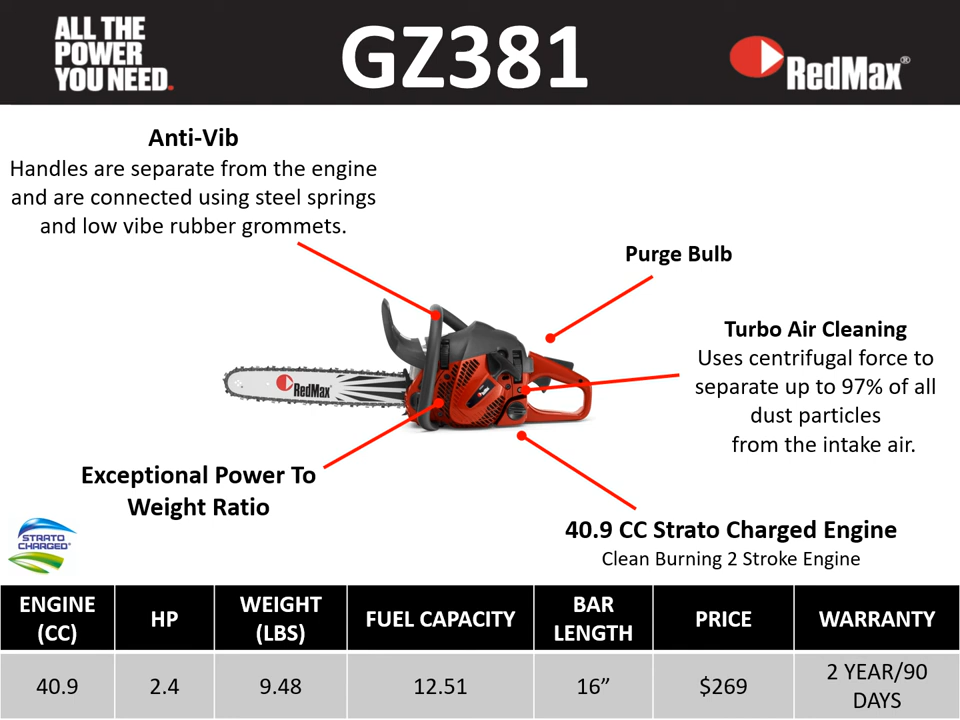 ALL THE
POWER
YOU NEED.
GZ381
RedMax®
Anti-Vib
Handles are separate from the engine
and are connected using steel springs
and low vibe rubber grommets.
Purge Bulb
Turbo Air Cleaning
Uses centrifugal force to
separate up to 97% of all
dust particles
from the intake air.
RedMax
Exceptional Power To
Weight Ratio
40.9 CC Strato Charged Engine
Clean Burning 2 Stroke Engine
STRATO
CHARGED®
ENGINE (CC) HP WEIGHT (LBS) FUEL CAPACITY BAR LENGTH PRICE WARRANTY
40.9 2.4 9.48 12.51 16” $269 2 YEAR/90 DAYS